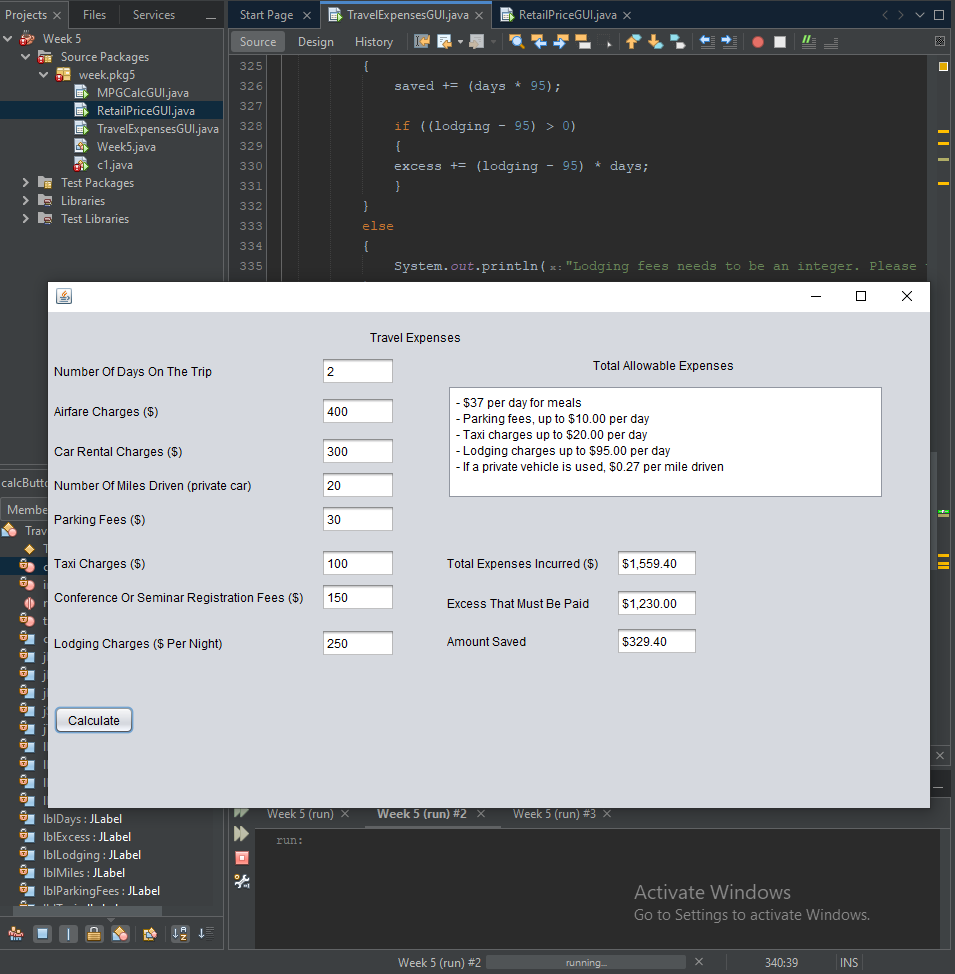 Projects
Files
Services
Start Page
TravelExpensesGUI.java
RetailPriceGUI.java
Week 5
Source Packages
week.pkg5
MPGCalcGUI.java
RetailPriceGUI.java
TravelExpensesGUI.java
Week5.java
c1.java
Test Packages
Libraries
Test Libraries
Source
Design
History
325 {
326 saved += (days * 95);
327
328 if ((lodging - 95) > 0)
329 {
330 excess += (lodging - 95) * days;
331 }
332 }
333 else
334 {
335 System.out.println(x: "Lodging fees needs to be an integer. Please
Travel Expenses
Number Of Days On The Trip 2
Airfare Charges ($) 400
Car Rental Charges ($) 300
Number Of Miles Driven (private car) 20
Parking Fees ($) 30
Taxi Charges ($) 100
Conference Or Seminar Registration Fees ($) 150
Lodging Charges ($ Per Night) 250
Calculate
Total Allowable Expenses
- $37 per day for meals
- Parking fees, up to $10.00 per day
- Taxi charges up to $20.00 per day
- Lodging charges up to $95.00 per day
- If a private vehicle is used, $0.27 per mile driven
Total Expenses Incurred ($) $1,559.40
Excess That Must Be Paid $1,230.00
Amount Saved $329.40
calcButto
Membe
Trav
lblDays : JLabel
lblExcess : JLabel
lblLodging : JLabel
lblMiles : JLabel
lblParkingFees : JLabel
Week 5 (run)
Week 5 (run) #2
Week 5 (run) #3
run:
Activate Windows
Go to Settings to activate Windows.
Week 5 (run) #2
running...
340:39
INS